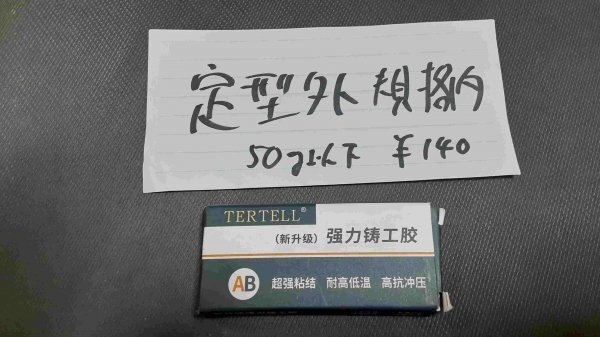 定型外規格内
50g以下 ¥140
TERTELL®
(新升级) 强力铸工胶
AB 超强粘结 耐高低温 高抗冲压